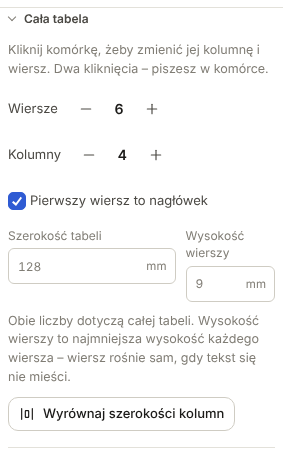 Cała tabela
Kliknij komórkę, żeby zmienić jej kolumnę i
wiersz. Dwa kliknięcia – piszesz w komórce.
Wiersze — 6 +
Kolumny — 4 +
Pierwszy wiersz to nagłówek
Szerokość tabeli
128 mm
Wysokość
wierszy
9 mm
Obie liczby dotyczą całej tabeli. Wysokość
wierszy to najmniejsza wysokość każdego
wiersza – wiersz rośnie sam, gdy tekst się
nie mieści.
Wyrównaj szerokości kolumn